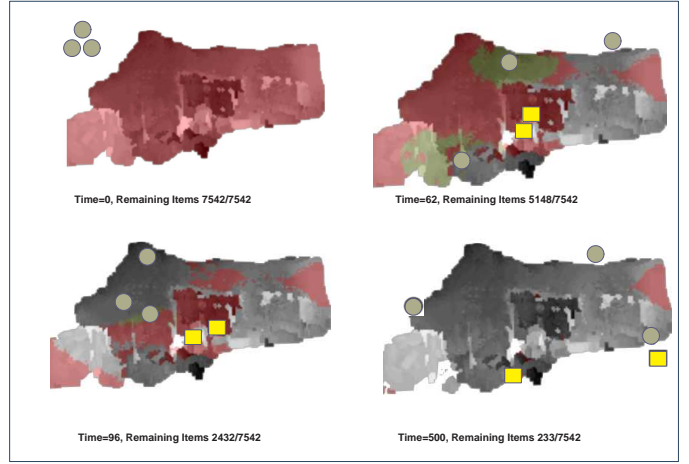 Time=0, Remaining Items 7542/7542
Time=62, Remaining Items 5148/7542
Time=96, Remaining Items 2432/7542
Time=500, Remaining Items 233/7542